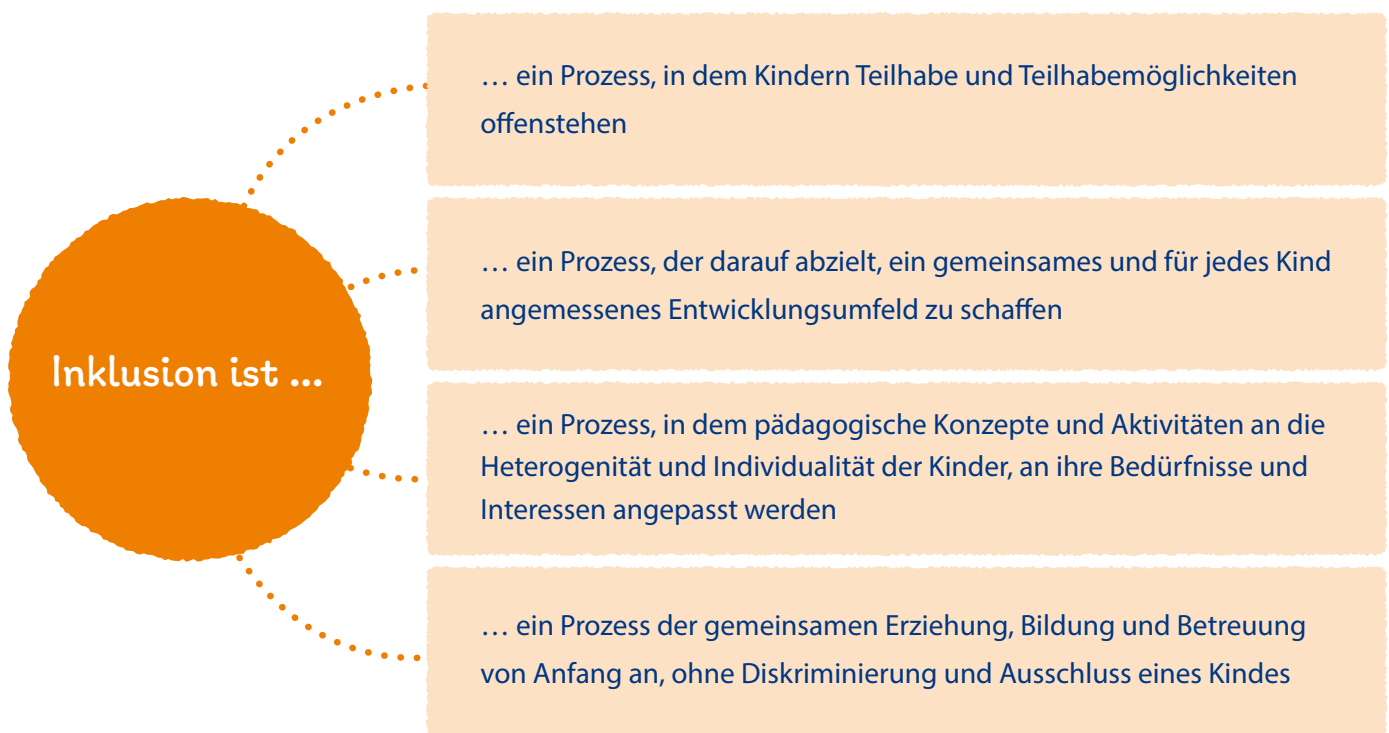 … ein Prozess, in dem Kindern Teilhabe und Teilhabemöglichkeiten
offenstehen
… ein Prozess, der darauf abzielt, ein gemeinsames und für jedes Kind
angemessenes Entwicklungsumfeld zu schaffen
Inklusion ist ...
… ein Prozess, in dem pädagogische Konzepte und Aktivitäten an die
Heterogenität und Individualität der Kinder, an ihre Bedürfnisse und
Interessen angepasst werden
… ein Prozess der gemeinsamen Erziehung, Bildung und Betreuung
von Anfang an, ohne Diskriminierung und Ausschluss eines Kindes